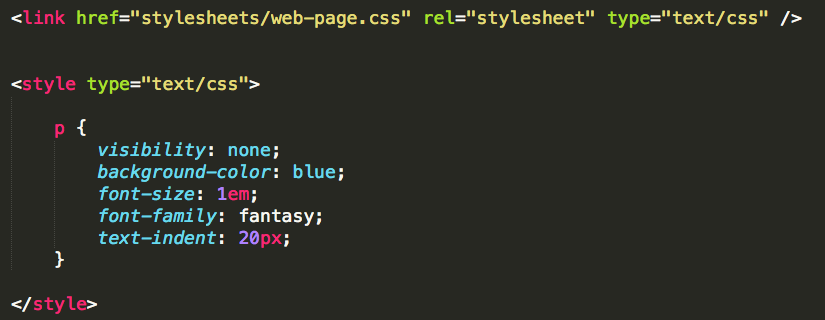 <link href="stylesheets/web-page.css" rel="stylesheet" type="text/css" />
<style type="text/css">
p {
visibility: none;
background-color: blue;
font-size: 1em;
font-family: fantasy;
text-indent: 20px;
}
</style>